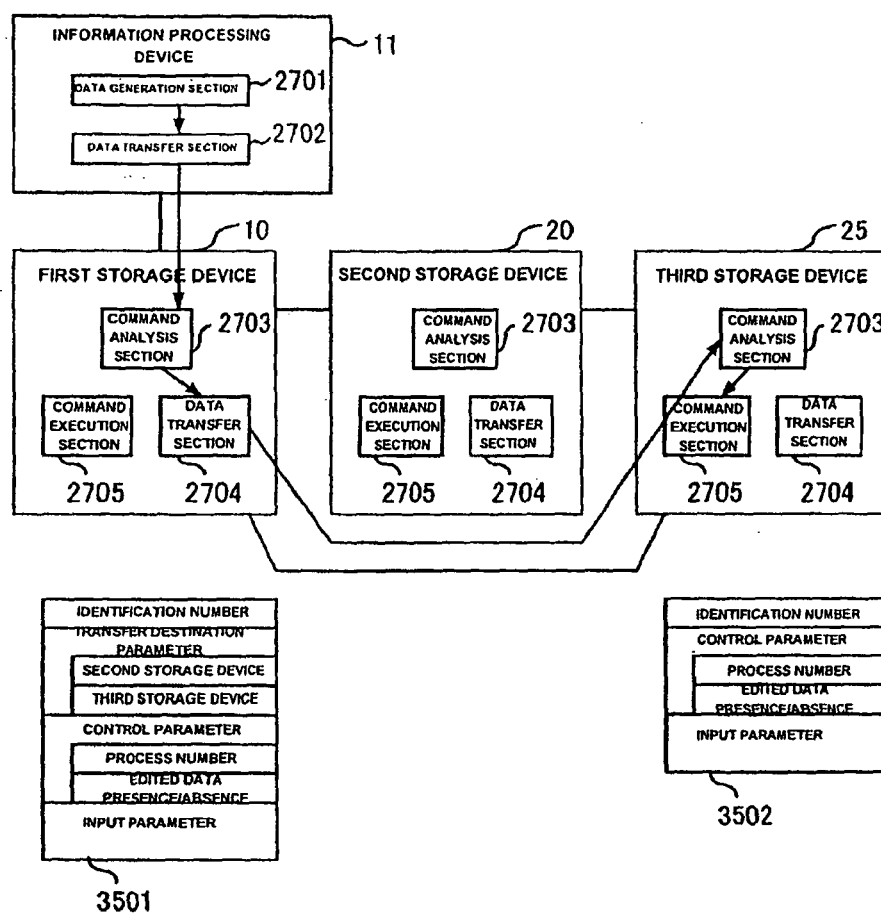 INFORMATION PROCESSING
DEVICE
11
DATA GENERATION SECTION
2701
DATA TRANSFER SECTION
2702
10
FIRST STORAGE DEVICE
COMMAND
ANALYSIS
SECTION
2703
COMMAND
EXECUTION
SECTION
2705
DATA
TRANSFER
SECTION
2704
20
SECOND STORAGE DEVICE
COMMAND
ANALYSIS
SECTION
2703
COMMAND
EXECUTION
SECTION
2705
DATA
TRANSFER
SECTION
2704
25
THIRD STORAGE DEVICE
COMMAND
ANALYSIS
SECTION
2703
COMMAND
EXECUTION
SECTION
2705
DATA
TRANSFER
SECTION
2704
IDENTIFICATION NUMBER
TRANSFER DESTINATION
PARAMETER
SECOND STORAGE DEVICE
THIRD STORAGE DEVICE
CONTROL PARAMETER
PROCESS NUMBER
EDITED DATA
PRESENCE/ABSENCE
INPUT PARAMETER
3501
IDENTIFICATION NUMBER
CONTROL PARAMETER
PROCESS NUMBER
EDITED DATA
PRESENCE/ABSENCE
INPUT PARAMETER
3502